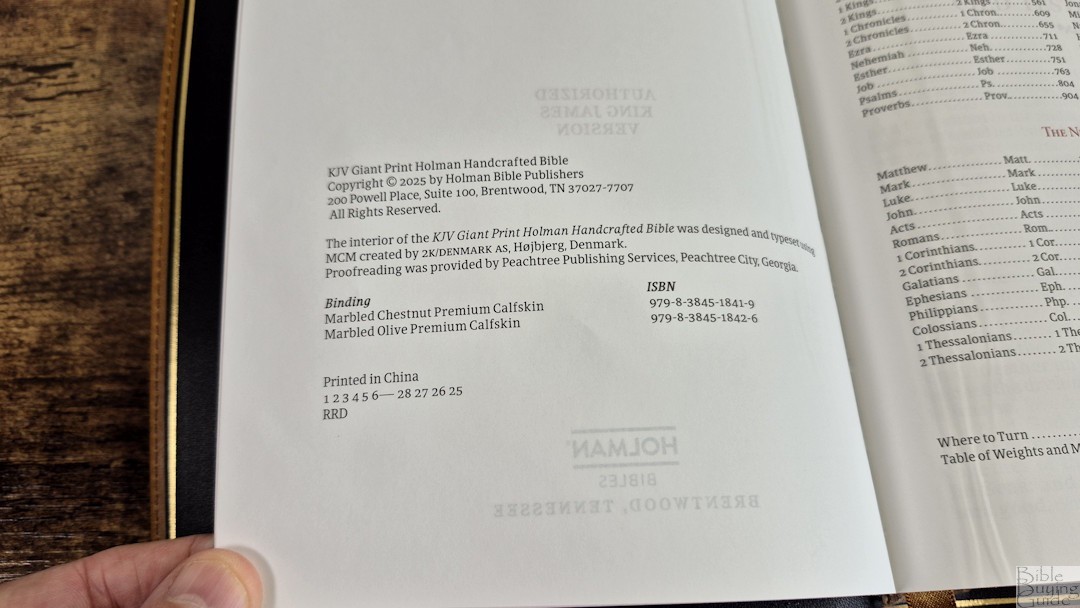 AUTHORIZED
KING JAMES
VERSION
KJV Giant Print Holman Handcrafted Bible
Copyright © 2025 by Holman Bible Publishers
200 Powell Place, Suite 100, Brentwood, TN 37027-7707
All Rights Reserved.
The interior of the KJV Giant Print Holman Handcrafted Bible was designed and typeset using
MCM created by 2K/DENMARK AS, Højbjerg, Denmark.
Proofreading was provided by Peachtree Publishing Services, Peachtree City, Georgia.
Binding ISBN
Marbled Chestnut Premium Calfskin 979-8-3845-1841-9
Marbled Olive Premium Calfskin 979-8-3845-1842-6
Printed in China
1 2 3 4 5 6— 28 27 26 25
RRD
HOLMAN
BIBLES
BRENTWOOD, TENNESSEE
1 Kings 2 Kings 561
2 Kings 1 Chron. 609
1 Chronicles 2 Chron. 655
2 Chronicles Ezra 711
Ezra Neh. 728
Nehemiah Esther 751
Esther Job 763
Job Ps. 804
Psalms Prov. 904
Proverbs
THE N
Matthew Matt.
Mark Mark
Luke Luke
John John
Acts Acts
Romans Rom.
1 Corinthians 1 Cor.
2 Corinthians 2 Cor.
Galatians Gal.
Ephesians Eph.
Philippians Php.
Colossians Col.
1 Thessalonians 1 Th
2 Thessalonians 2 Th
Where to Turn
Table of Weights and M
Bible
Buying
Guide